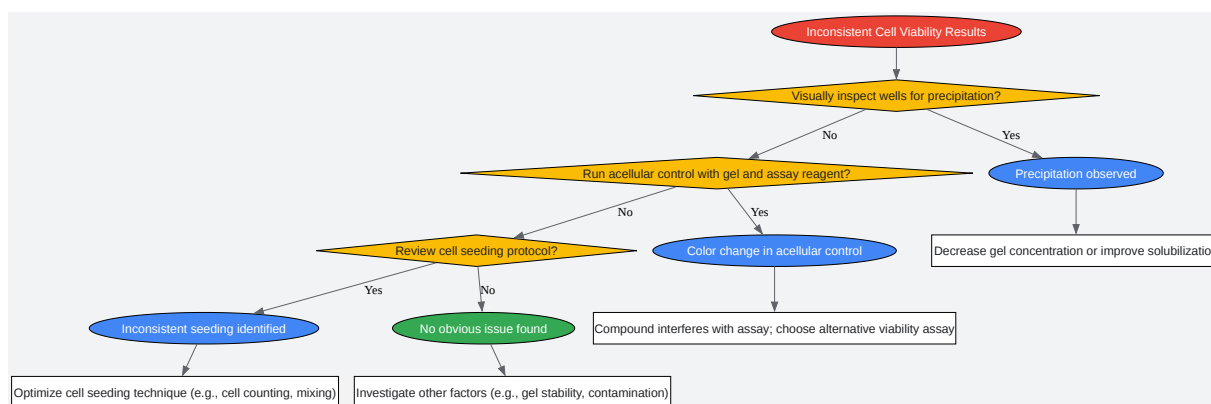 Inconsistent Cell Viability Results
Visually inspect wells for precipitation?
No
Yes
Run acellular control with gel and assay reagent?
Precipitation observed
No
Yes
Review cell seeding protocol?
Color change in acellular control
Decrease gel concentration or improve solubilizatio
Yes
No
Inconsistent seeding identified
No obvious issue found
Compound interferes with assay; choose alternative viability assay
Optimize cell seeding technique (e.g., cell counting, mixing)
Investigate other factors (e.g., gel stability, contamination)